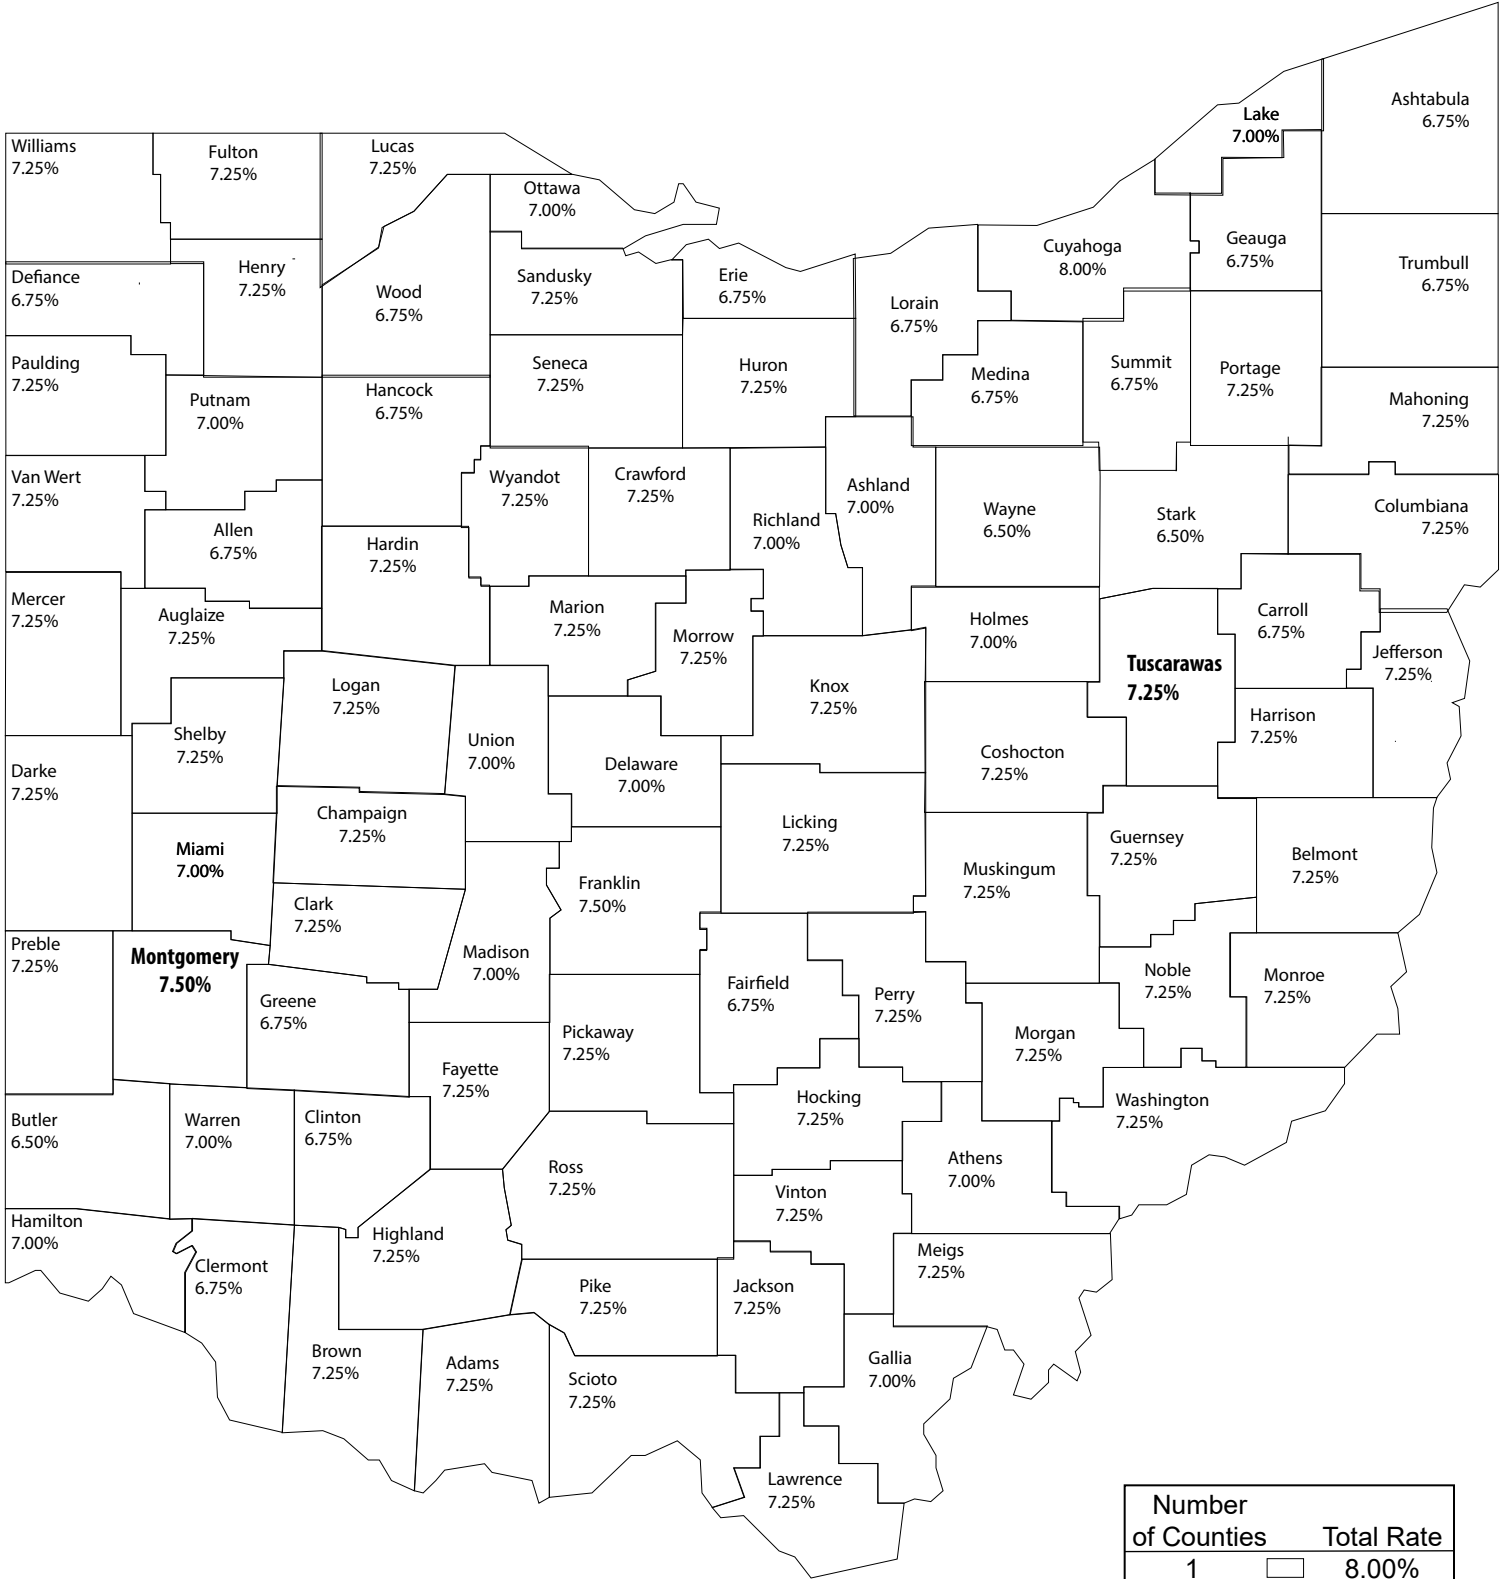 Ashtabula
6.75%
Lake
7.00%
Williams
7.25%
Fulton
7.25%
Lucas
7.25%
Ottawa
7.00%
Cuyahoga
8.00%
Geauga
6.75%
Trumbull
6.75%
Defiance
6.75%
Henry
7.25%
Wood
6.75%
Sandusky
7.25%
Erie
6.75%
Lorain
6.75%
Paulding
7.25%
Putnam
7.00%
Hancock
6.75%
Seneca
7.25%
Huron
7.25%
Medina
6.75%
Summit
6.75%
Portage
7.25%
Mahoning
7.25%
Van Wert
7.25%
Allen
6.75%
Hardin
7.25%
Wyandot
7.25%
Crawford
7.25%
Richland
7.00%
Ashland
7.00%
Wayne
6.50%
Stark
6.50%
Columbiana
7.25%
Mercer
7.25%
Auglaize
7.25%
Marion
7.25%
Morrow
7.25%
Holmes
7.00%
Tuscarawas
7.25%
Carroll
6.75%
Jefferson
7.25%
Logan
7.25%
Knox
7.25%
Harrison
7.25%
Shelby
7.25%
Union
7.00%
Delaware
7.00%
Coshocton
7.25%
Darke
7.25%
Champaign
7.25%
Licking
7.25%
Miami
7.00%
Franklin
7.50%
Muskingum
7.25%
Guernsey
7.25%
Belmont
7.25%
Clark
7.25%
Preble
7.25%
Montgomery
7.50%
Madison
7.00%
Greene
6.75%
Fairfield
6.75%
Perry
7.25%
Noble
7.25%
Monroe
7.25%
Pickaway
7.25%
Morgan
7.25%
Fayette
7.25%
Hocking
7.25%
Washington
7.25%
Butler
6.50%
Warren
7.00%
Clinton
6.75%
Ross
7.25%
Athens
7.00%
Vinton
7.25%
Hamilton
7.00%
Highland
7.25%
Clermont
6.75%
Meigs
7.25%
Pike
7.25%
Jackson
7.25%
Brown
7.25%
Adams
7.25%
Scioto
7.25%
Gallia
7.00%
Lawrence
7.25%
Number
of Counties Total Rate
1 8.00%